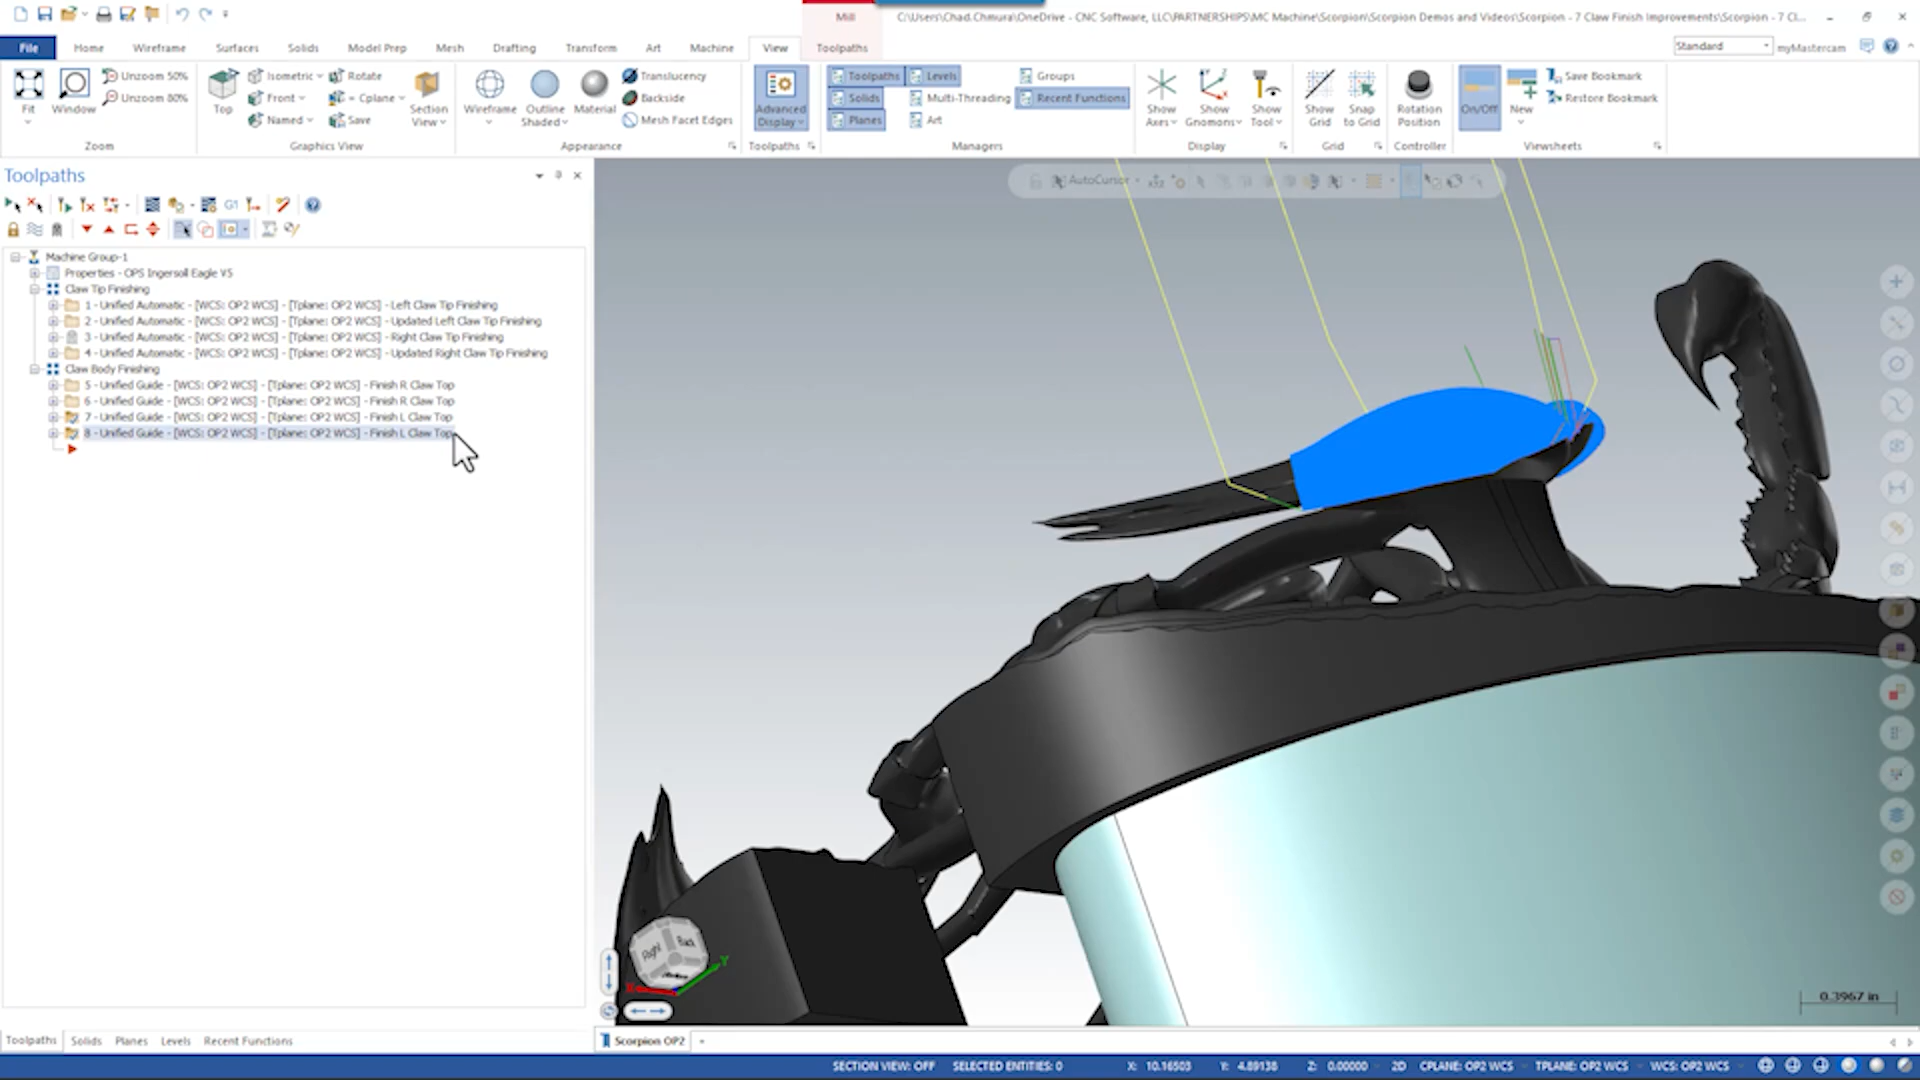 Mill
C:\Users\Chad.Chmura\OneDrive - CNC Software, LLC\PARTNERSHIPS\MC Machine\Scorpion\Scorpion Demos and Videos\Scorpion - 7 Claw Finish Improvements\Scorpion - 7 Cl...
File Home Wireframe Surfaces Solids Model Prep Mesh Drafting Transform Art Machine View Toolpaths
Standard myMastercam
Fit Window Unzoom 50% Unzoom 80%
Zoom
Top Isometric Front Named Rotate = Cplane Save Section View
Graphics View
Wireframe Outline Shaded Material Translucency Backside Mesh Facet Edges
Appearance
Advanced Display
Toolpaths
Toolpaths Levels Groups
Solids Multi-Threading Recent Functions
Planes Art
Managers
Show Axes Show Gnomons Show Tool
Display
Show Grid Snap to Grid
Grid
Rotation Position
Controller
On/Off New Save Bookmark Restore Bookmark
Viewsheets
Toolpaths
G1
AutoCursor
Machine Group-1
Properties - OPS Ingersoll Eagle V5
Claw Tip Finishing
1 - Unified Automatic - [WCS: OP2 WCS] - [Tplane: OP2 WCS] - Left Claw Tip Finishing
2 - Unified Automatic - [WCS: OP2 WCS] - [Tplane: OP2 WCS] - Updated Left Claw Tip Finishing
3 - Unified Automatic - [WCS: OP2 WCS] - [Tplane: OP2 WCS] - Right Claw Tip Finishing
4 - Unified Automatic - [WCS: OP2 WCS] - [Tplane: OP2 WCS] - Updated Right Claw Tip Finishing
Claw Body Finishing
5 - Unified Guide - [WCS: OP2 WCS] - [Tplane: OP2 WCS] - Finish R Claw Top
6 - Unified Guide - [WCS: OP2 WCS] - [Tplane: OP2 WCS] - Finish R Claw Top
7 - Unified Guide - [WCS: OP2 WCS] - [Tplane: OP2 WCS] - Finish L Claw Top
8 - Unified Guide - [WCS: OP2 WCS] - [Tplane: OP2 WCS] - Finish L Claw Top
Right Back
Y
0.3967 in
Toolpaths Solids Planes Levels Recent Functions
Scorpion OP2
SECTION VIEW: OFF SELECTED ENTITIES: 0 X: 10.16503 Y: 4.89138 Z: 0.00000 2D CPLANE: OP2 WCS TPLANE: OP2 WCS WCS: OP2 WCS